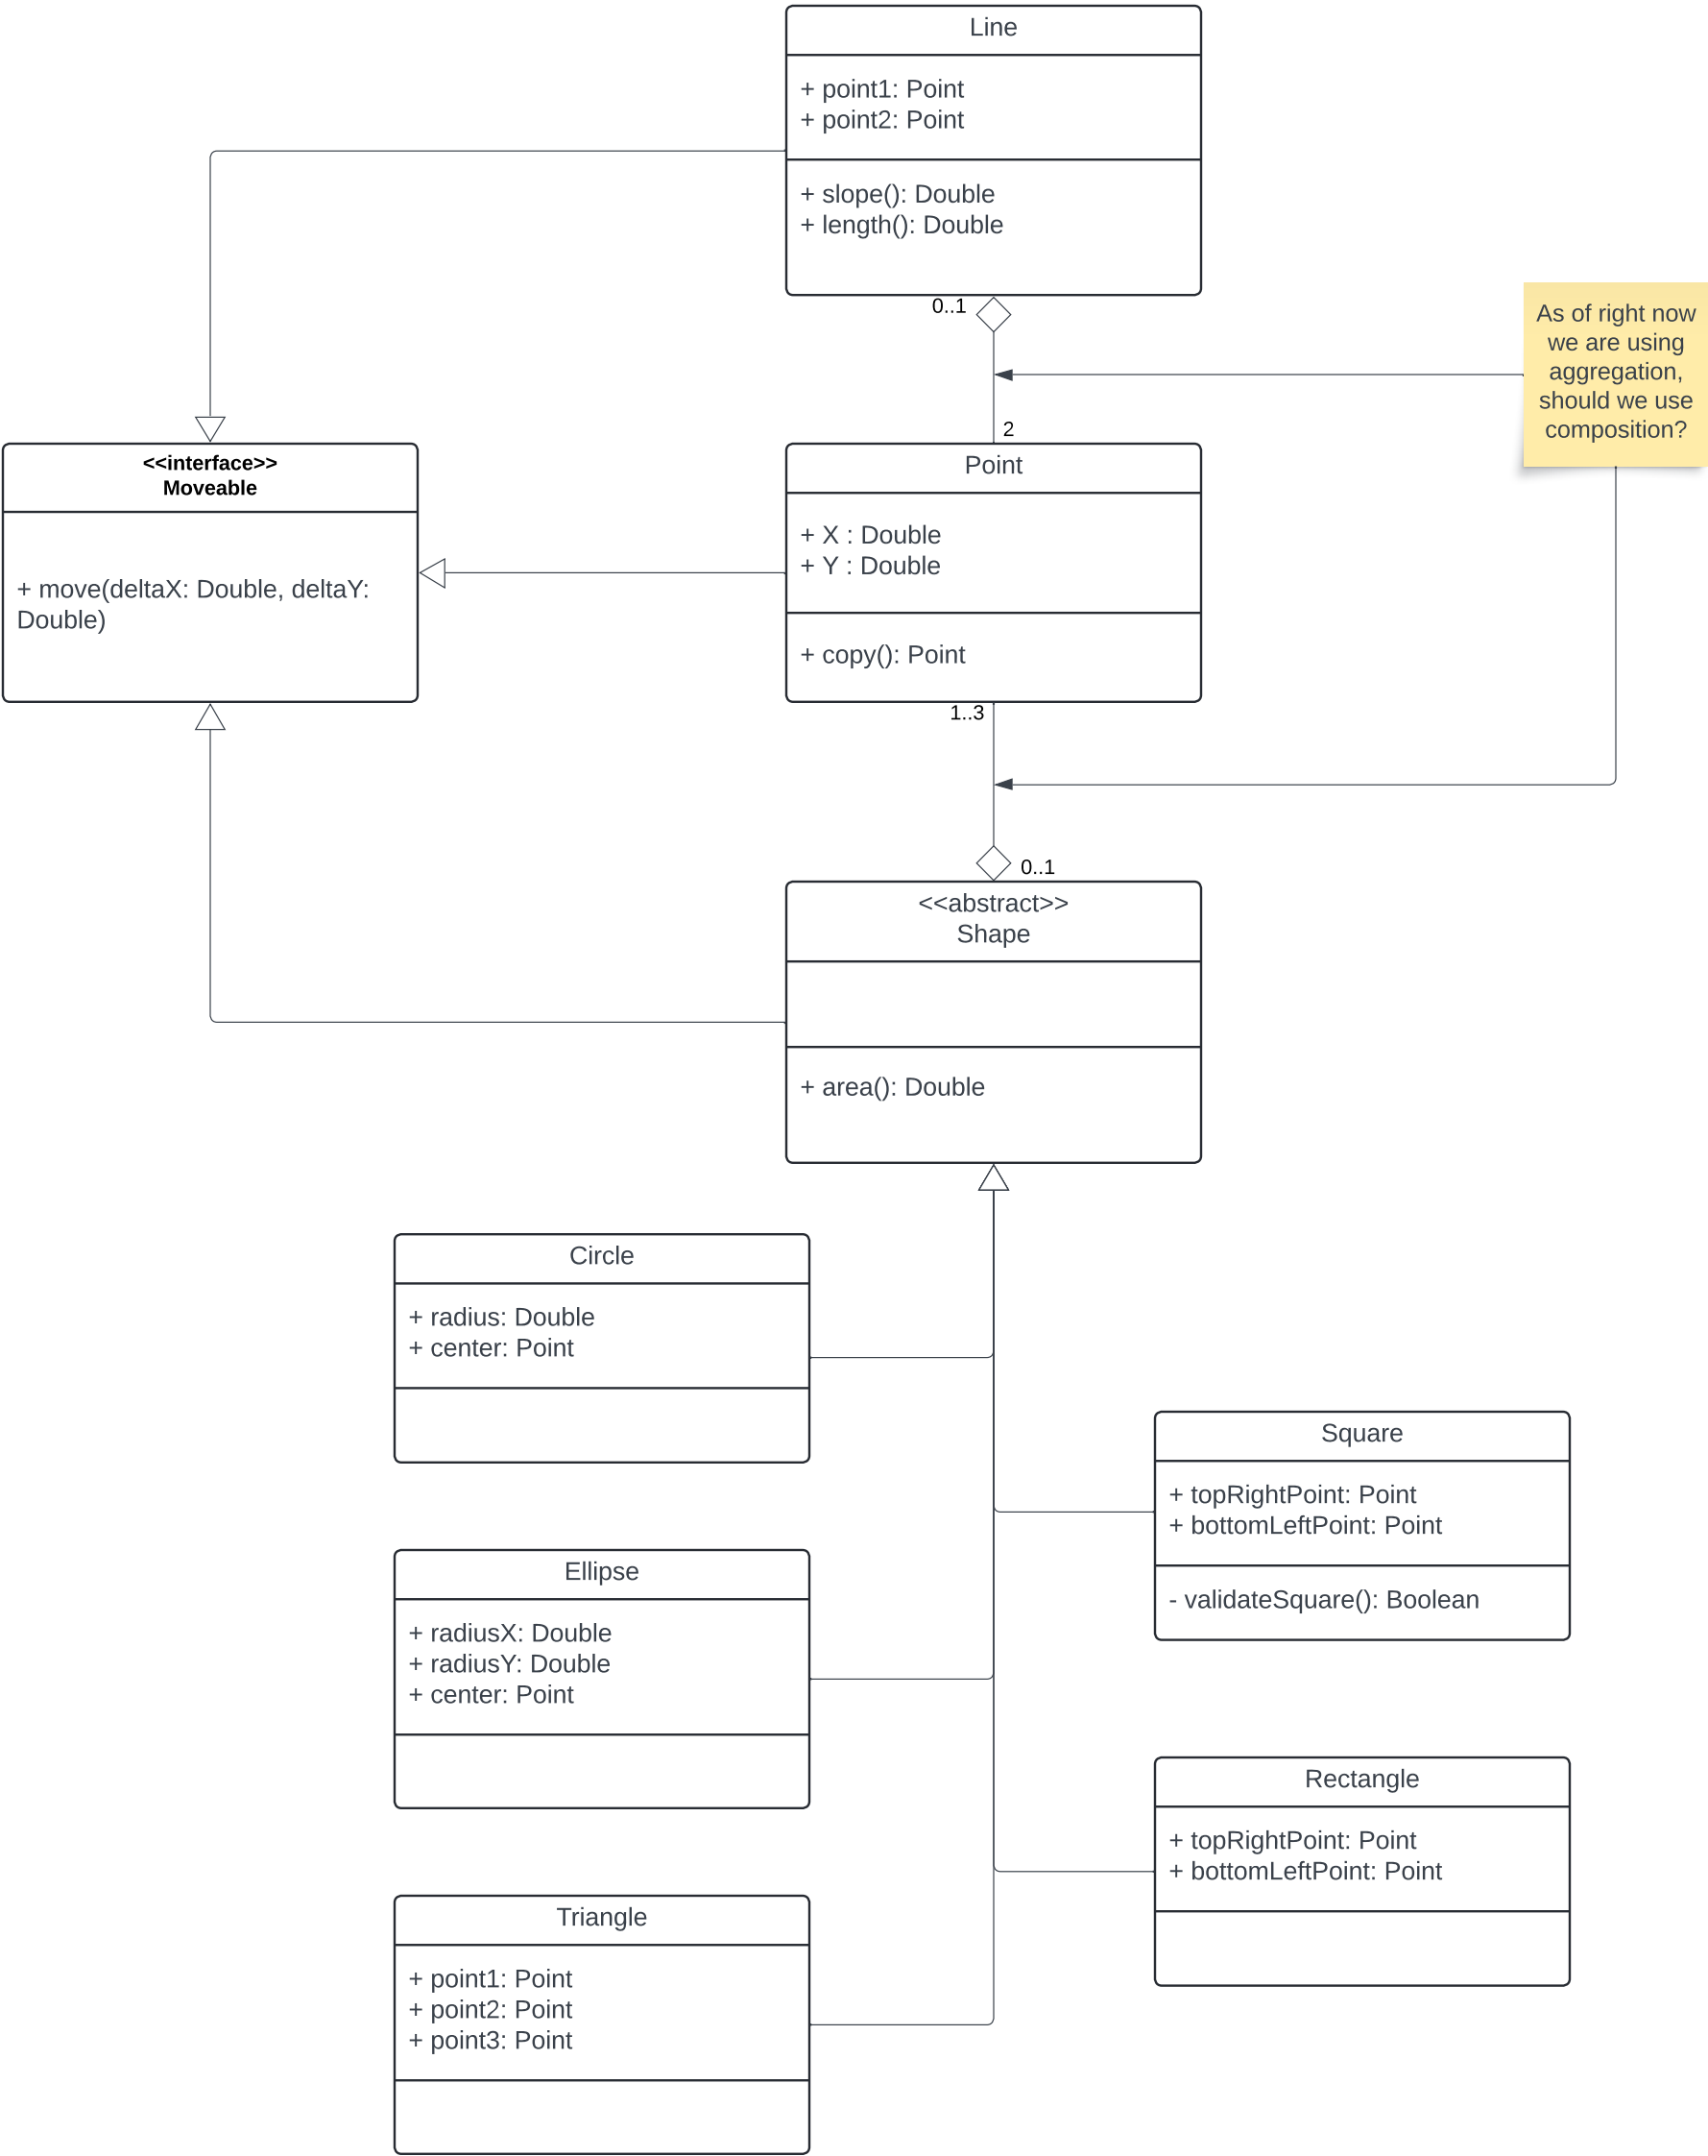 Line
+ point1: Point
+ point2: Point
+ slope(): Double
+ length(): Double
0..1
As of right now
we are using
aggregation,
should we use
composition?
2
<<interface>>
Moveable
+ move(deltaX: Double, deltaY:
Double)
Point
+ X : Double
+ Y : Double
+ copy(): Point
1..3
0..1
<<abstract>>
Shape
+ area(): Double
Circle
+ radius: Double
+ center: Point
Square
+ topRightPoint: Point
+ bottomLeftPoint: Point
- validateSquare(): Boolean
Ellipse
+ radiusX: Double
+ radiusY: Double
+ center: Point
Rectangle
+ topRightPoint: Point
+ bottomLeftPoint: Point
Triangle
+ point1: Point
+ point2: Point
+ point3: Point